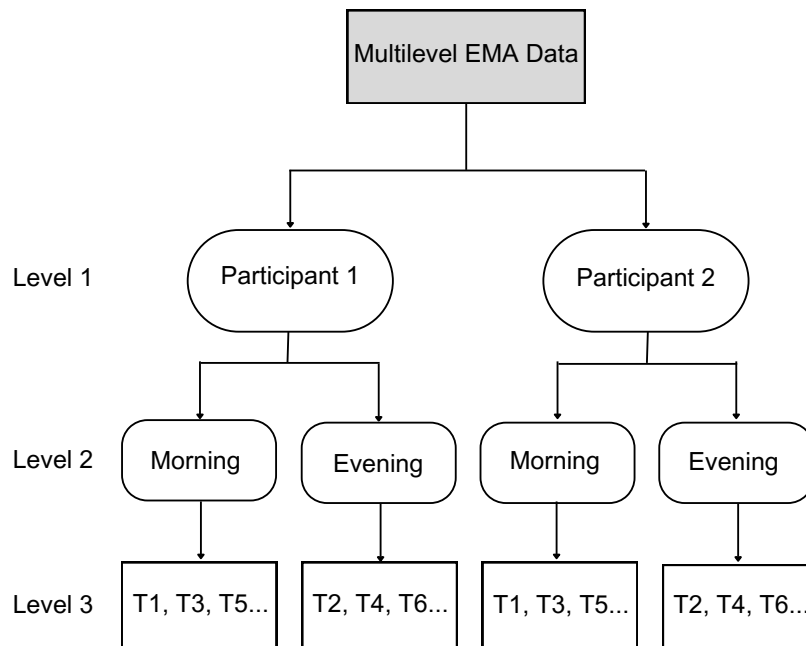 Multilevel EMA Data
Level 1
Participant 1
Participant 2
Level 2
Morning
Evening
Morning
Evening
Level 3
T1, T3, T5...
T2, T4, T6...
T1, T3, T5...
T2, T4, T6...